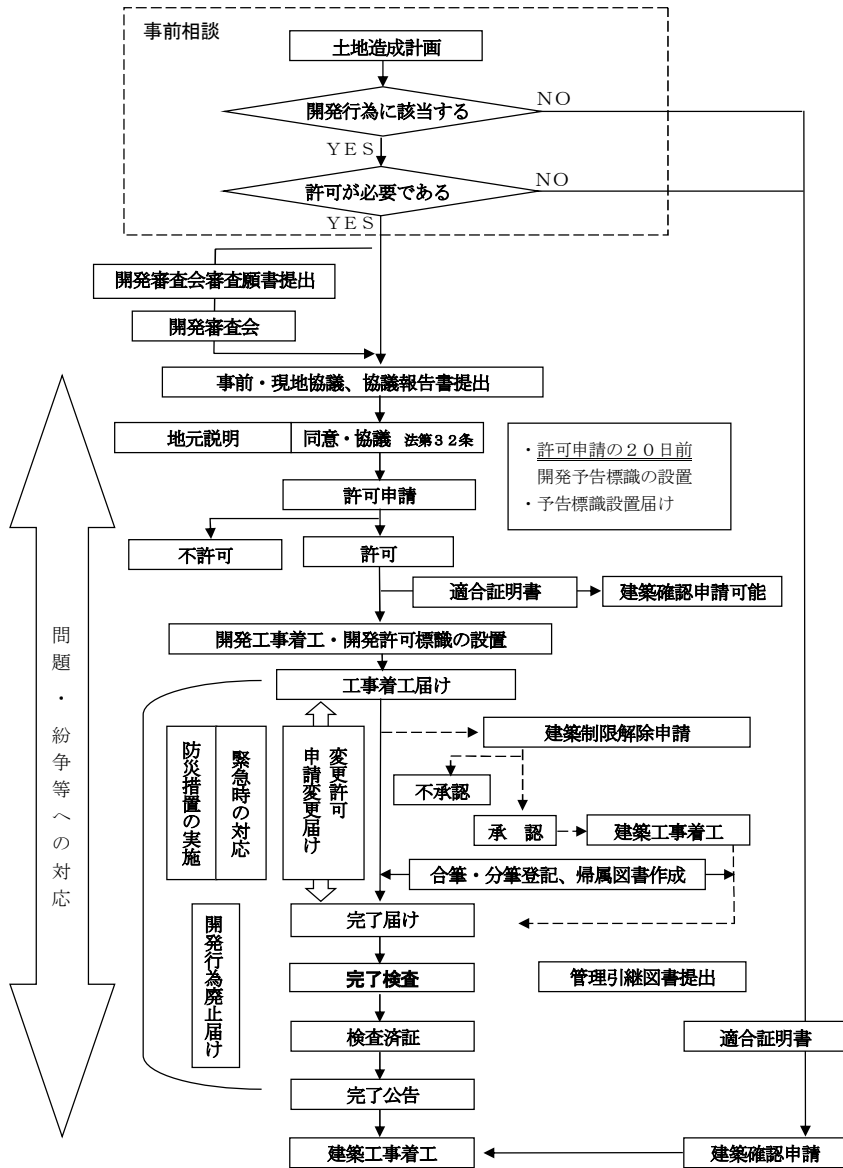 事前相談
土地造成計画
開発行為に該当する
NO
YES
許可が必要である
NO
YES
開発審査会審査願書提出
開発審査会
事前・現地協議、協議報告書提出
地元説明
同意・協議 法第32条
・許可申請の20日前
開発予告標識の設置
・予告標識設置届け
許可申請
不許可
許可
適合証明書
建築確認申請可能
開発工事着工・開発許可標識の設置
工事着工届け
問題・紛争等への対応
防災措置の実施
緊急時の対応
変更許可
申請変更届け
建築制限解除申請
不承認
承 認
建築工事着工
合筆・分筆登記、帰属図書作成
完了届け
開発行為廃止届け
完了検査
管理引継図書提出
検査済証
適合証明書
完了公告
建築工事着工
建築確認申請